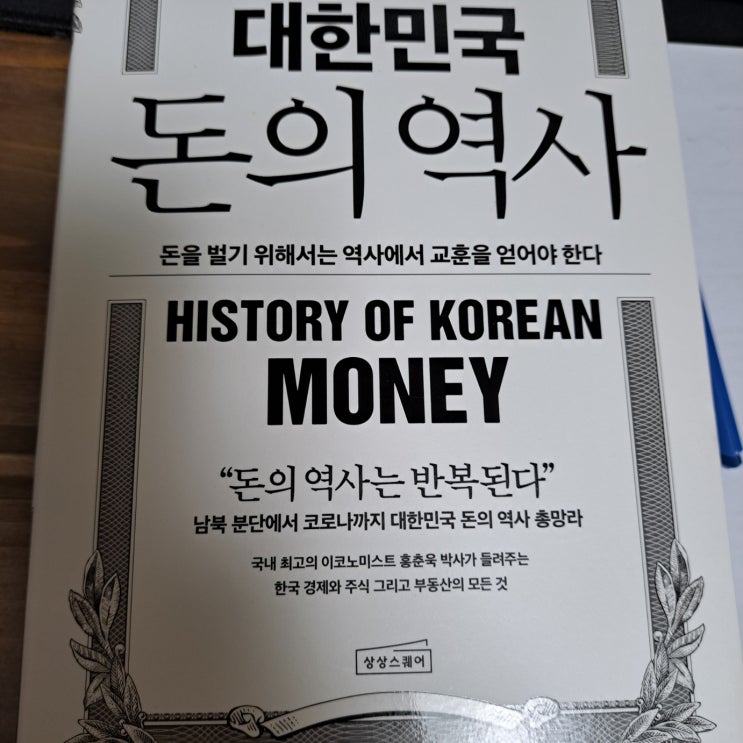 대한민국
돈의 역사
돈을 벌기 위해서는 역사에서 교훈을 얻어야 한다
HISTORY OF KOREAN
MONEY
“돈의 역사는 반복된다”
남북 분단에서 코로나까지 대한민국 돈의 역사 총망라
국내 최고의 이코노미스트 홍춘욱 박사가 들려주는
한국 경제와 주식 그리고 부동산의 모든 것
상상스퀘어